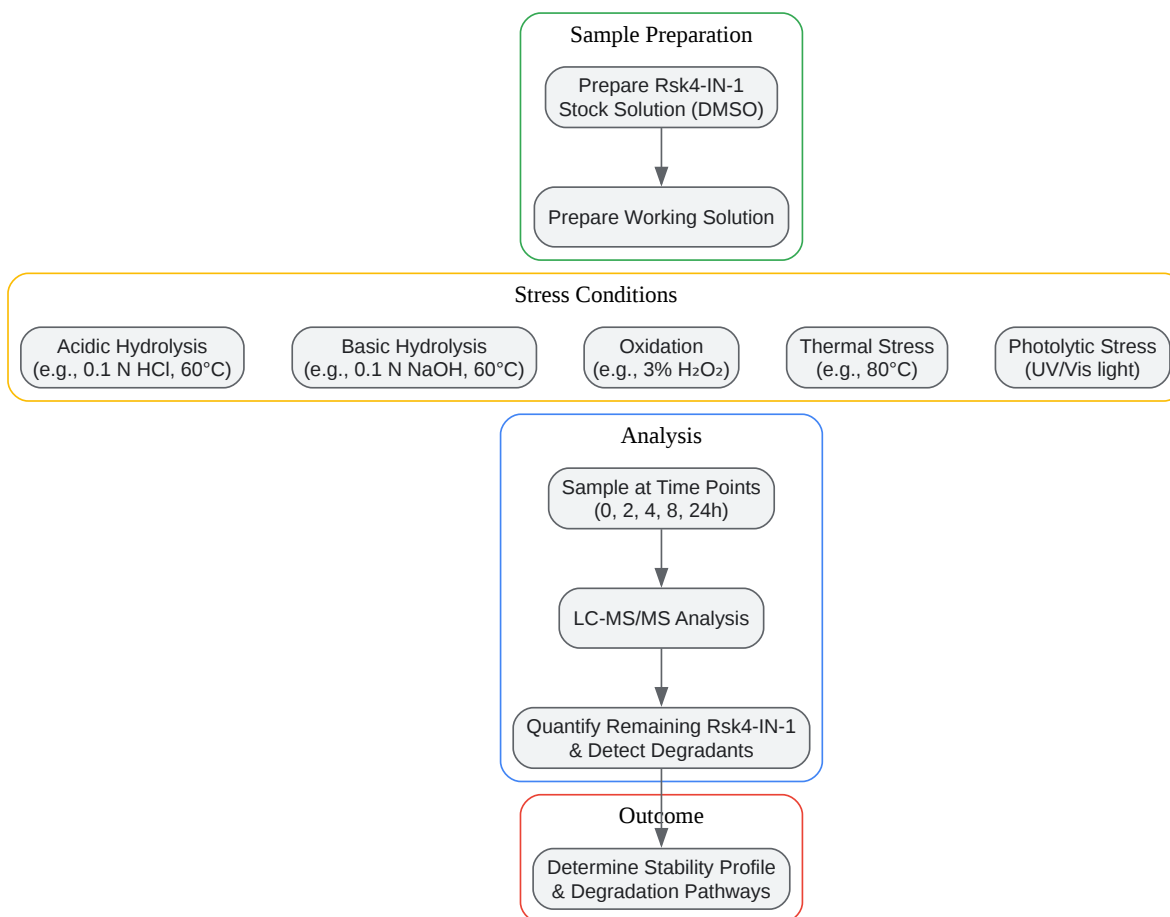 Sample Preparation
Prepare Rsk4-IN-1
Stock Solution (DMSO)
Prepare Working Solution
Stress Conditions
Acidic Hydrolysis
(e.g., 0.1 N HCl, 60°C)
Basic Hydrolysis
(e.g., 0.1 N NaOH, 60°C)
Oxidation
(e.g., 3% H₂O₂)
Thermal Stress
(e.g., 80°C)
Photolytic Stress
(UV/Vis light)
Analysis
Sample at Time Points
(0, 2, 4, 8, 24h)
LC-MS/MS Analysis
Quantify Remaining Rsk4-IN-1
& Detect Degradants
Outcome
Determine Stability Profile
& Degradation Pathways